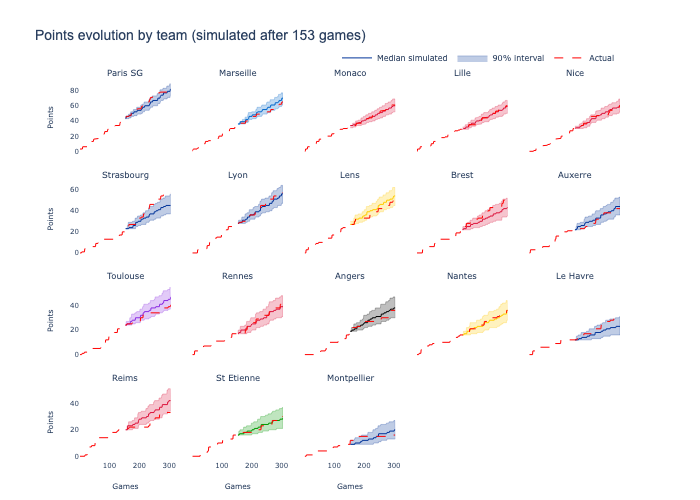 Points evolution by team (simulated after 153 games)
Median simulated 90% interval Actual
Paris SG Marseille Monaco Lille Nice
80
60
40
20
0
Points
Strasbourg Lyon Lens Brest Auxerre
60
40
20
0
Points
Toulouse Rennes Angers Nantes Le Havre
40
20
0
Points
Reims St Etienne Montpellier
40
20
0
Points
100 200 300 100 200 300 100 200 300
Games Games Games